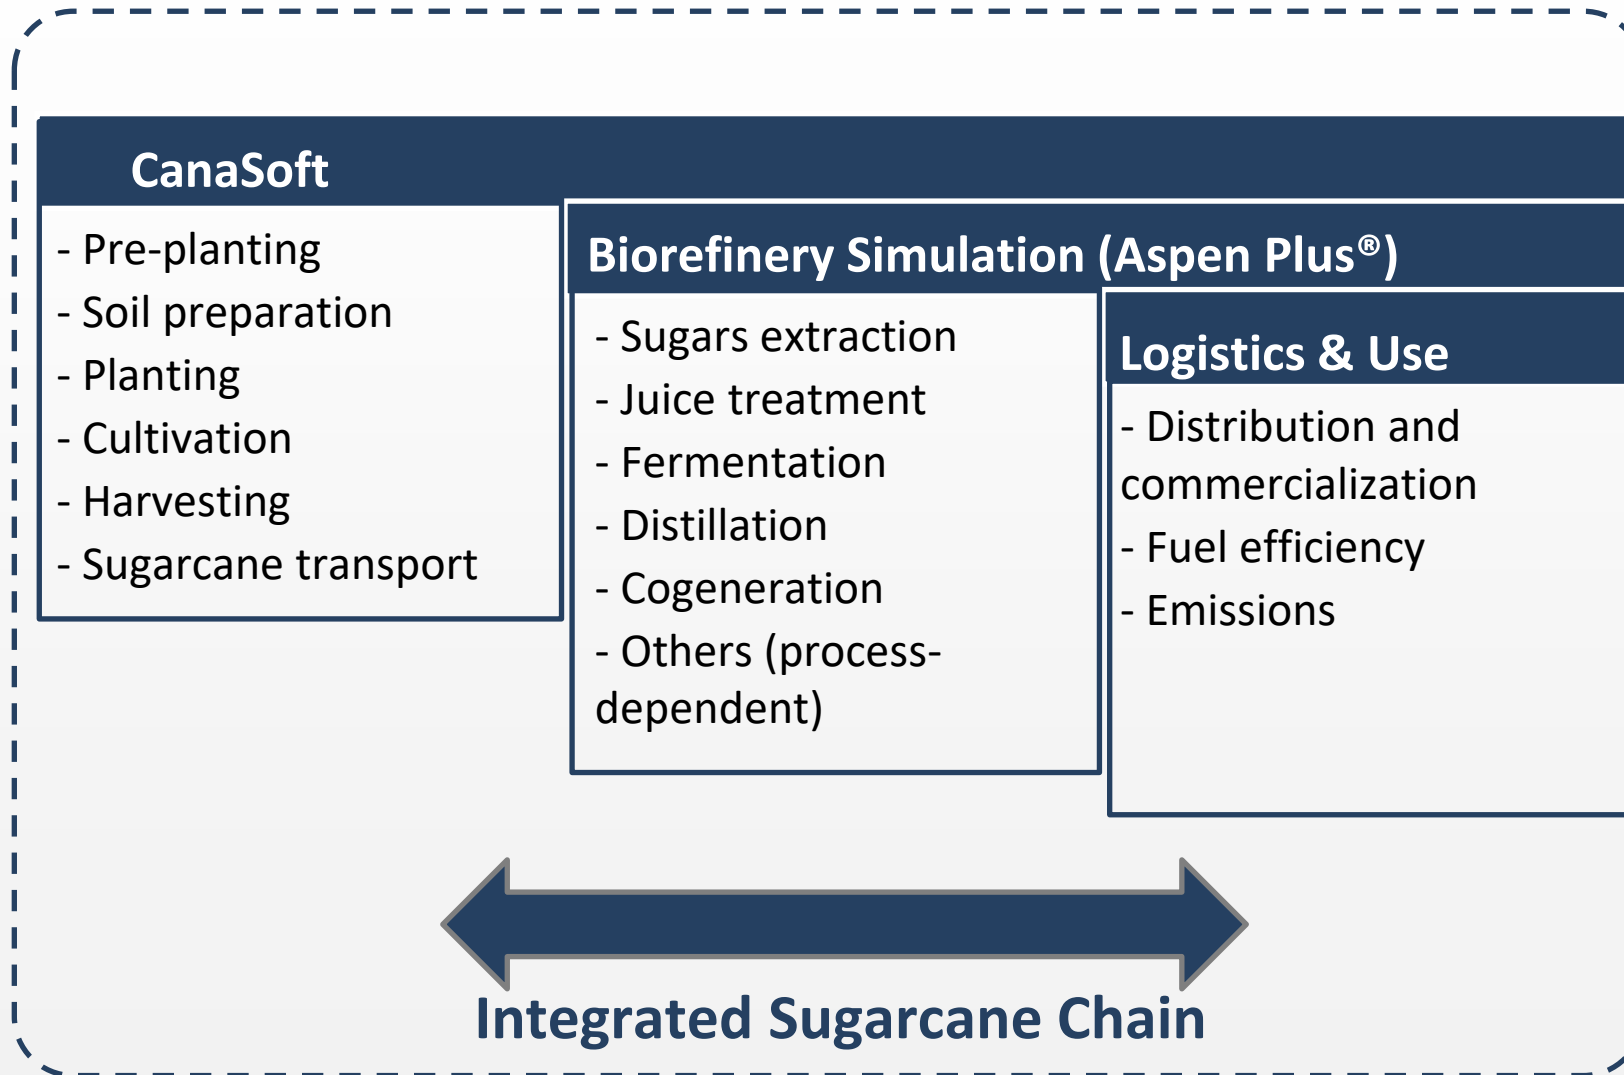 CanaSoft
- Pre-planting
- Soil preparation
- Planting
- Cultivation
- Harvesting
- Sugarcane transport
Biorefinery Simulation (Aspen Plus®)
- Sugars extraction
- Juice treatment
- Fermentation
- Distillation
- Cogeneration
- Others (process-
dependent)
Logistics & Use
- Distribution and
commercialization
- Fuel efficiency
- Emissions
Integrated Sugarcane Chain